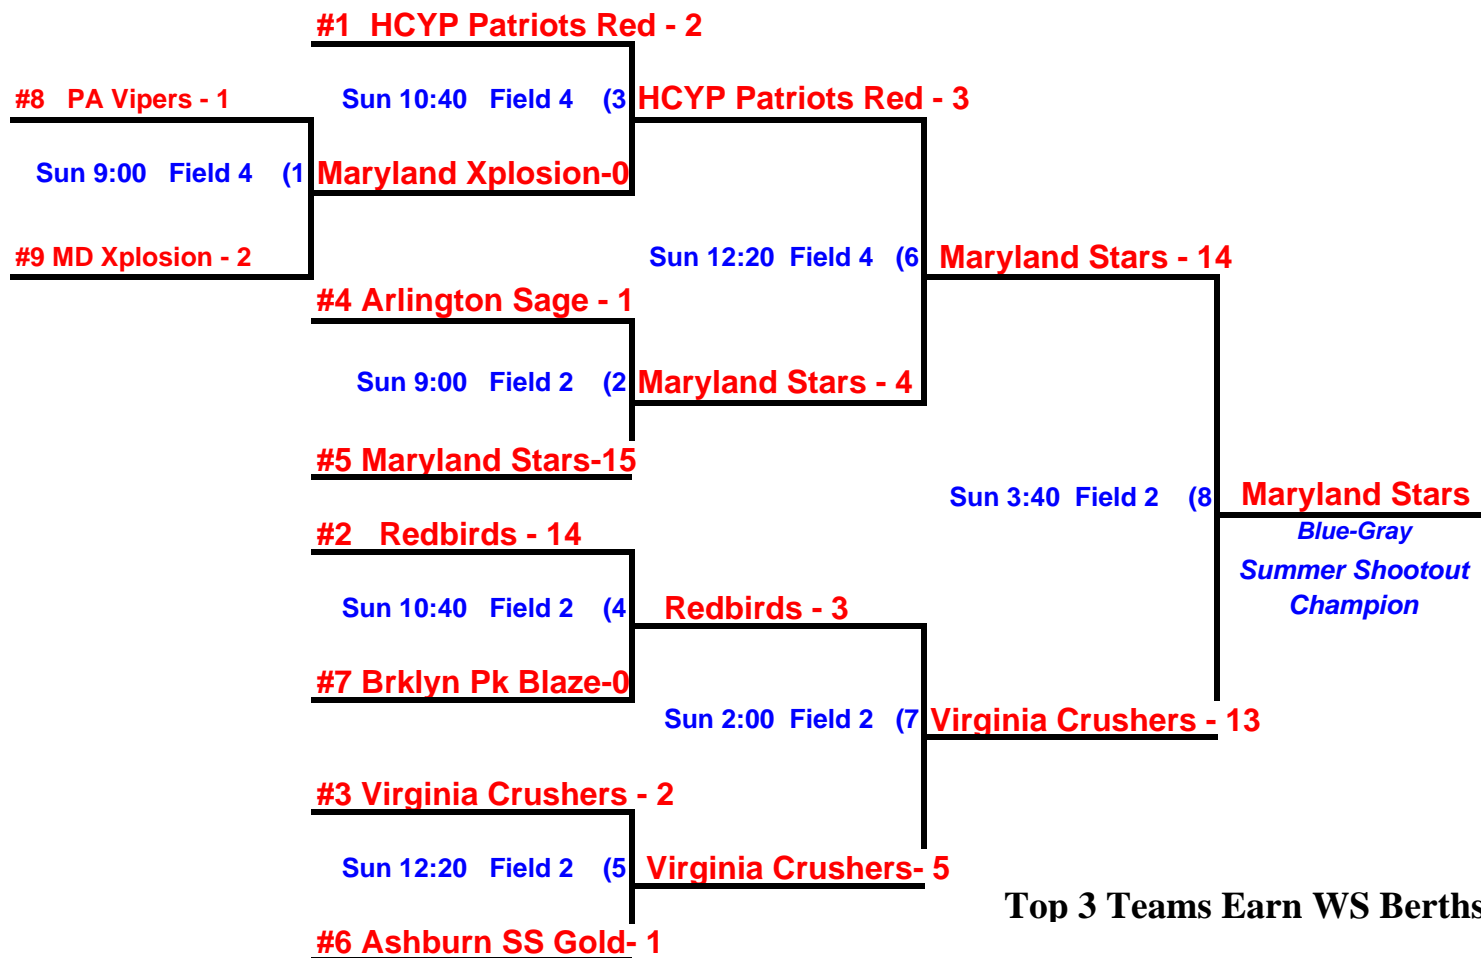 #1  HCYP Patriots Red - 2
#8   PA Vipers - 1
Sun 10:40   Field 4    (3
HCYP Patriots Red - 3
Sun 9:00   Field 4    (1
Maryland Xplosion-0
#9 MD Xplosion - 2
Sun 12:20  Field 4   (6
Maryland Stars - 14
#4 Arlington Sage - 1
Sun 9:00   Field 2    (2
Maryland Stars - 4
#5 Maryland Stars-15
Sun 3:40  Field 2    (8
Maryland Stars
Blue-Gray
Summer Shootout
Champion
#2   Redbirds - 14
Sun 10:40   Field 2    (4
Redbirds - 3
#7 Brklyn Pk Blaze-0
Sun 2:00  Field 2   (7
Virginia Crushers - 13
#3 Virginia Crushers - 2
Sun 12:20   Field 2    (5
Virginia Crushers- 5
Top 3 Teams Earn WS Berths
#6 Ashburn SS Gold- 1